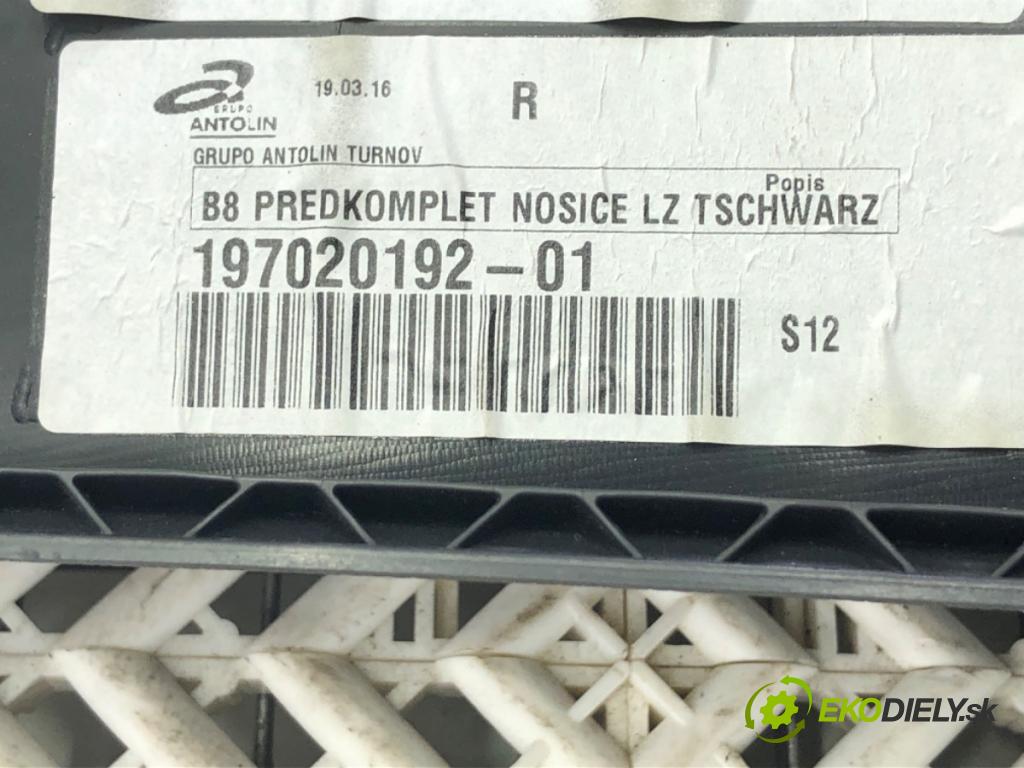 19.03.16
R
GRUPO
ANTOLIN
GRUPO ANTOLIN TURNOV
Popis
B8 PREDKOMPLET NOSICE LZ TSCHWARZ
197020192-01
S12
EKODIELY.sk